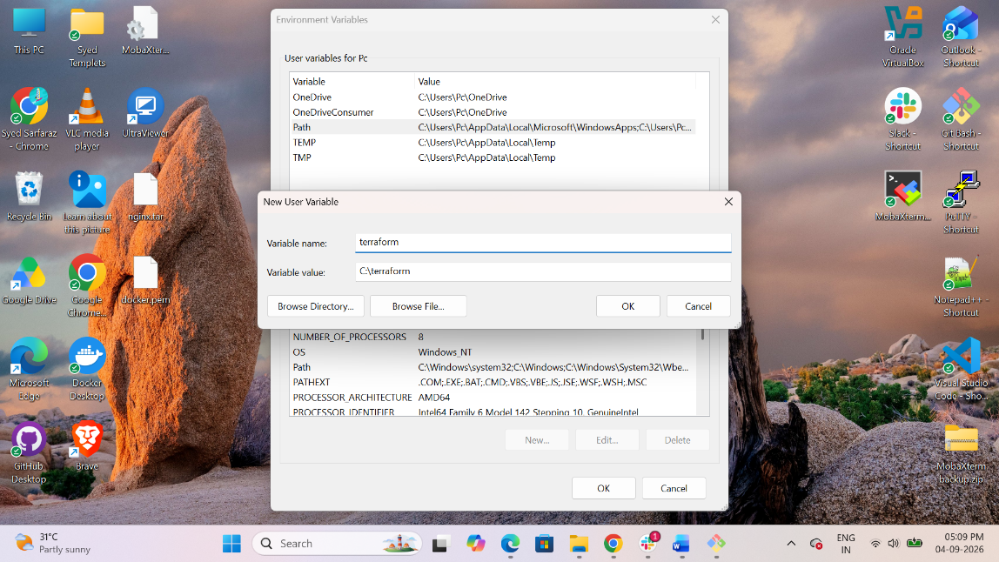 This PC
Syed
Templets
MobaXter...
Syed Sarfaraz
- Chrome
VLC media
player
UltraViewer
Recycle Bin
Learn about
this picture
nginx.tar
Google Drive
Google
Chrome...
docker.pem
Microsoft
Edge
Docker
Desktop
GitHub
Desktop
Brave
Environment Variables
User variables for Pc
Variable Value
OneDrive C:\Users\Pc\OneDrive
OneDriveConsumer C:\Users\Pc\OneDrive
Path C:\Users\Pc\AppData\Local\Microsoft\WindowsApps;C:\Users\Pc...
TEMP C:\Users\Pc\AppData\Local\Temp
TMP C:\Users\Pc\AppData\Local\Temp
New User Variable
Variable name: terraform
Variable value: C:\terraform
Browse Directory... Browse File... OK Cancel
NUMBER_OF_PROCESSORS 8
OS Windows_NT
Path C:\Windows\system32;C:\Windows;C:\Windows\System32\Wbe...
PATHEXT .COM;.EXE;.BAT;.CMD;.VBS;.VBE;.JS;.JSE;.WSF;.WSH;.MSC
PROCESSOR_ARCHITECTURE AMD64
PROCESSOR_IDENTIFIER Intel64 Family 6 Model 142 Stepping 10, GenuineIntel
New... Edit... Delete
OK Cancel
Oracle
VirtualBox
Outlook -
Shortcut
Slack -
Shortcut
Git Bash -
Shortcut
MobaXterm...
PuTTY -
Shortcut
Notepad++ -
Shortcut
Visual Studio
Code - Sho...
MobaXterm
backup.zip
31°C
Partly sunny
Search
1
ENG
IN
05:09 PM
04-09-2026